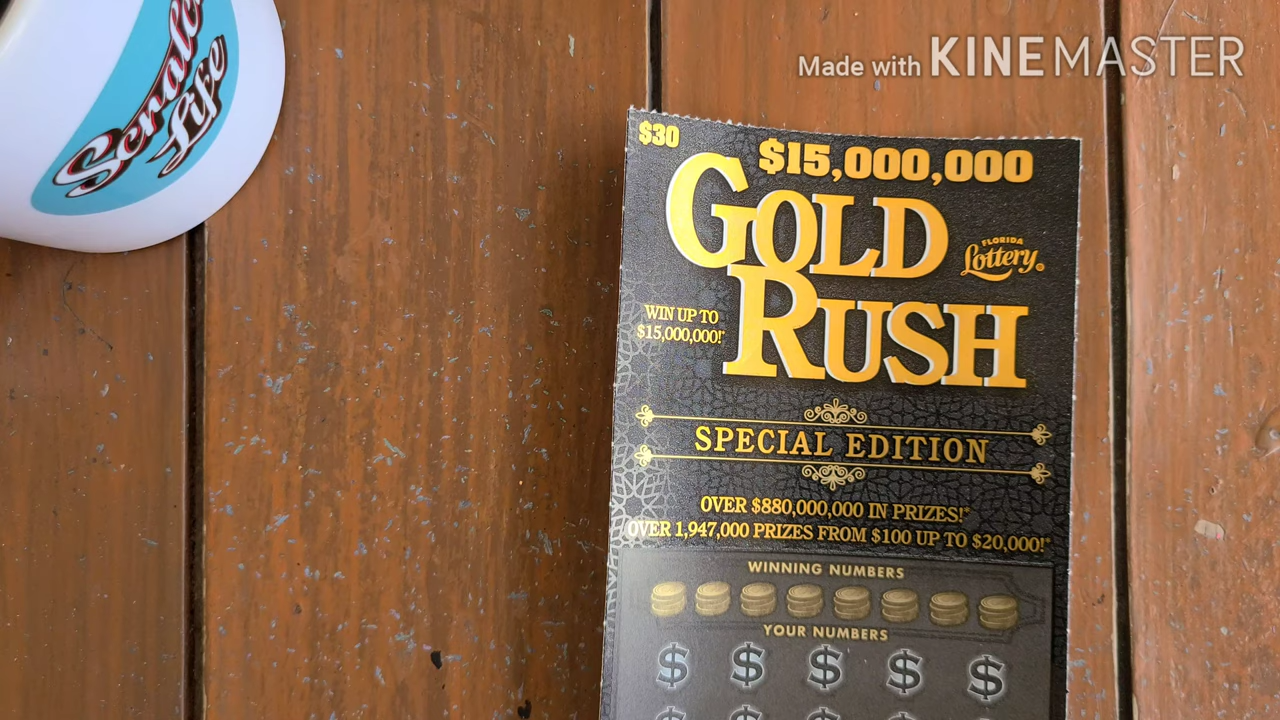 Made with KINEMASTER
Life
$30
$15,000,000
GOLD
FLORIDA
Lottery
RUSH
WIN UP TO
$15,000,000!*
SPECIAL EDITION
OVER $880,000,000 IN PRIZES!*
OVER 1,947,000 PRIZES FROM $100 UP TO $20,000!*
WINNING NUMBERS
YOUR NUMBERS
$ $ $ $ $